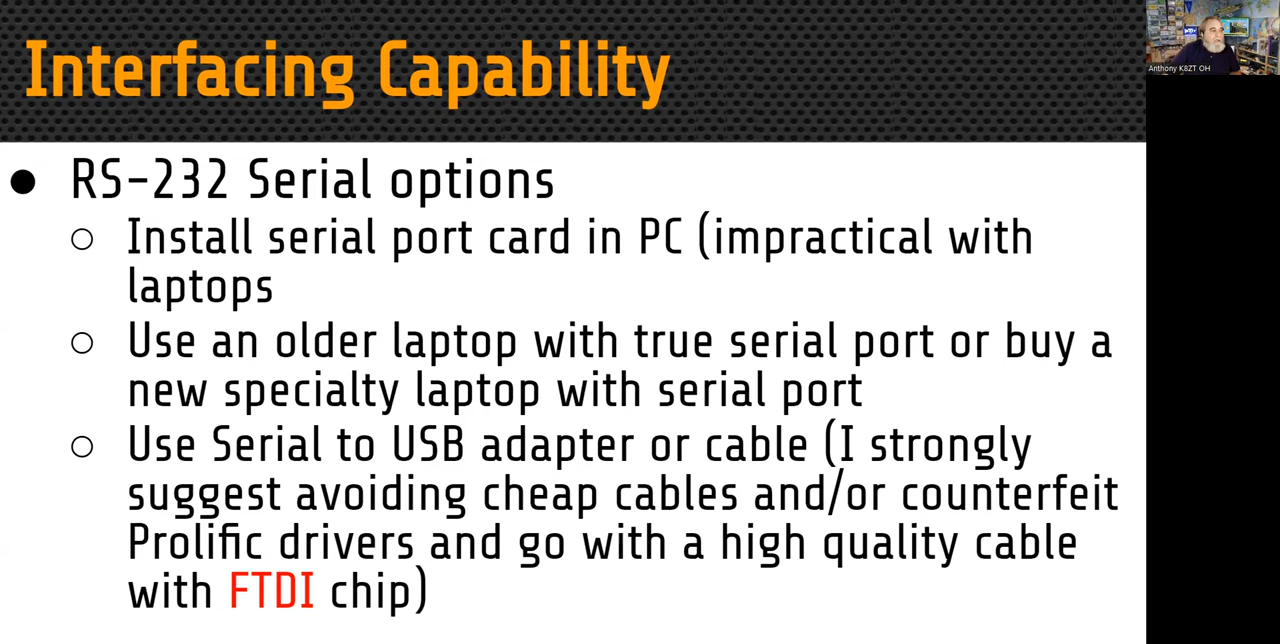 Interfacing Capability
Anthony K8ZT OH
● RS-232 Serial options
○ Install serial port card in PC (impractical with
laptops
○ Use an older laptop with true serial port or buy a
new specialty laptop with serial port
○ Use Serial to USB adapter or cable (I strongly
suggest avoiding cheap cables and/or counterfeit
Prolific drivers and go with a high quality cable
with FTDI chip)